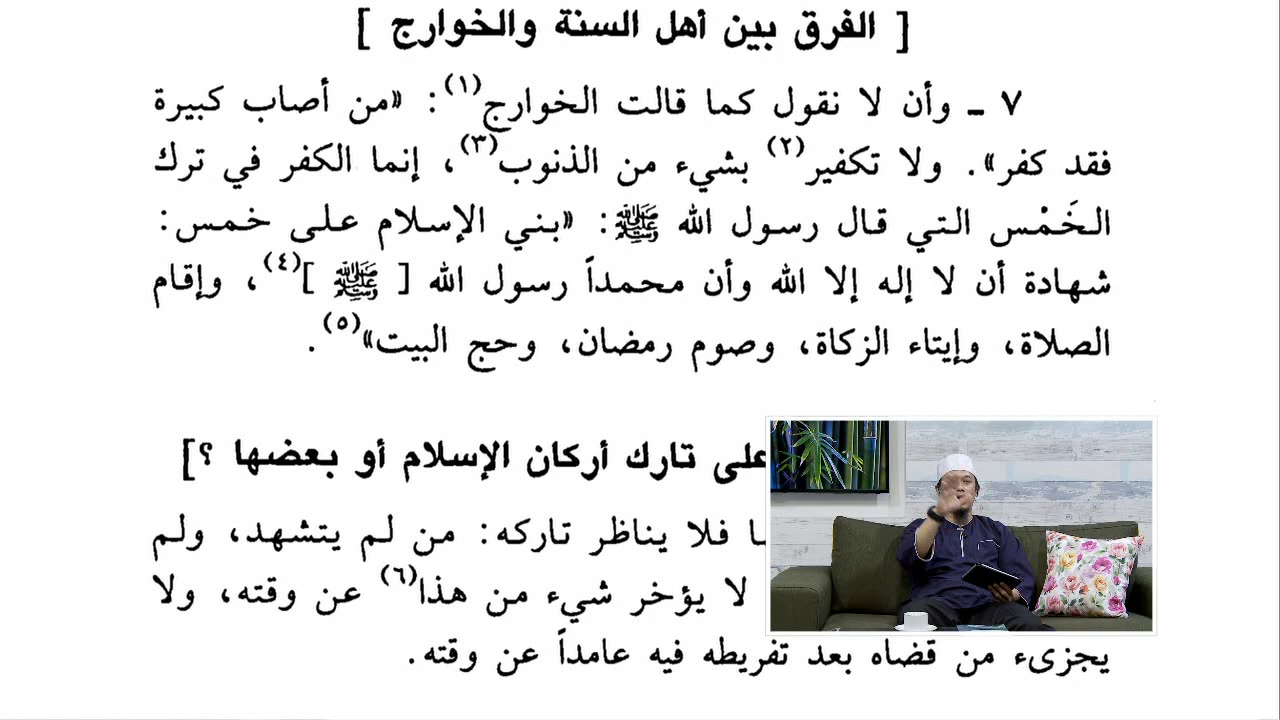 [ الفرق بين أهل السنة والخوارج ]
٧ ـ وأن لا نقول كما قالت الخوارج(١): «من أصاب كبيرة
فقد كفر». ولا تكفير(٢) بشيء من الذنوب(٣)، إنما الكفر في ترك
الخَمْس التي قال رسول الله ﷺ: «بني الإسلام على خمس:
شهادة أن لا إله إلا الله وأن محمداً رسول الله [ ﷺ ](٤)، وإقام
الصلاة، وإيتاء الزكاة، وصوم رمضان، وحج البيت»(٥).
على تارك أركان الإسلام أو بعضها ؟]
فلا يناظر تاركه: من لم يتشهد، ولم
لا يؤخر شيء من هذا(٦) عن وقته، ولا
يجزىء من قضاه بعد تفريطه فيه عامداً عن وقته.